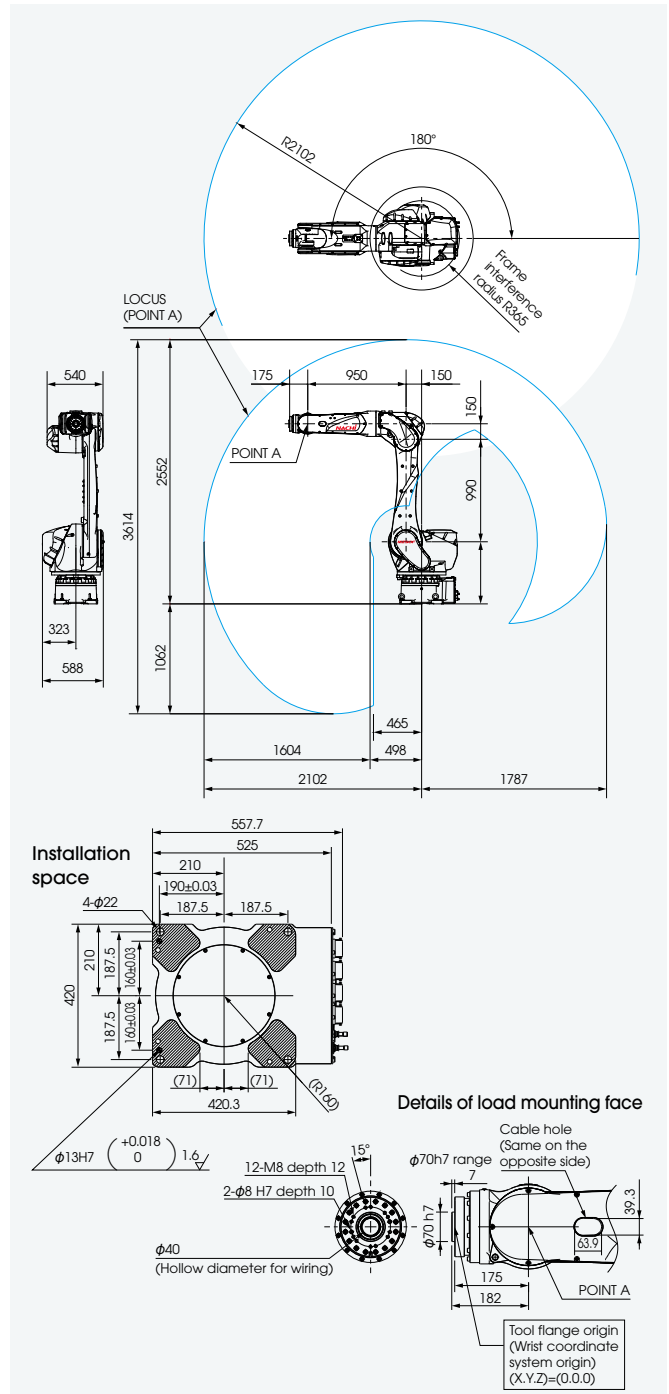 R2102
180°
Frame
interference
radius R365
LOCUS
(POINT A)
540
175
950
150
150
NACHI
POINT A
2552
3614
990
323
588
1062
465
1604
498
2102
1787
557.7
Installation
space
525
210
190±0.03
4-φ22
187.5
187.5
420
210
187.5
160±0.03
187.5
160±0.03
(71)
(71)
(R160)
420.3
φ13H7 ( +0.018
0 ) 1.6
Details of load mounting face
Cable hole
(Same on the
opposite side)
15°
φ70h7 range
7
12-M8 depth 12
2-φ8 H7 depth 10
φ70 h7
39.3
63.9
φ40
(Hollow diameter for wiring)
175
182
POINT A
Tool flange origin
(Wrist coordinate
system origin)
(X.Y.Z)=(0.0.0)